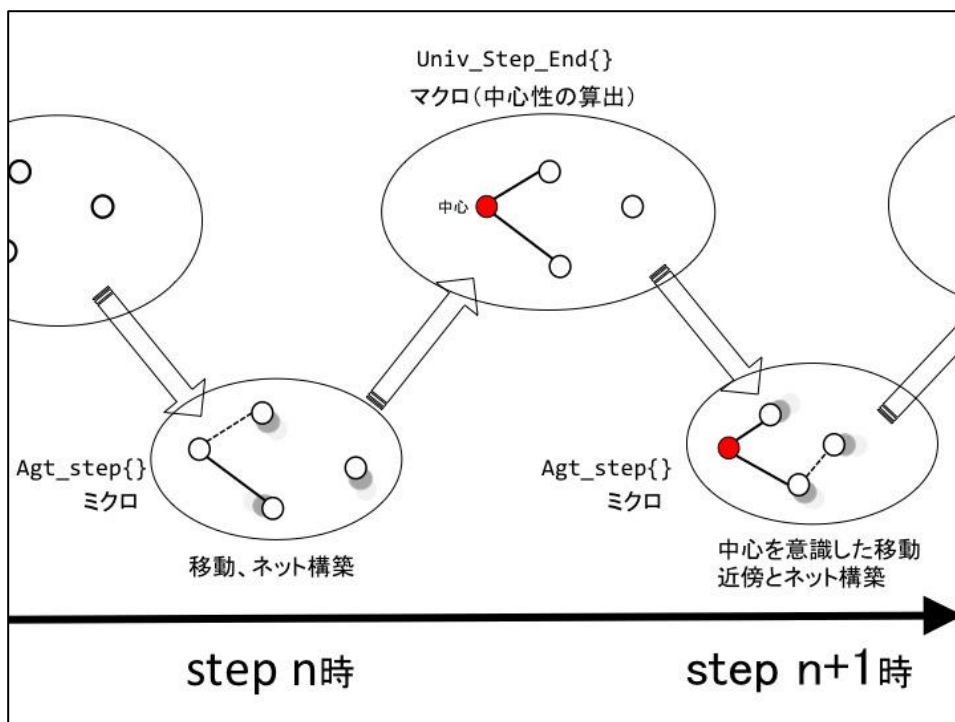 Univ_Step_End{}
マクロ（中心性の算出）
中心
Agt_step{}
ミクロ
移動、ネット構築
Agt_step{}
ミクロ
中心を意識した移動
近傍とネット構築
step n時
step n+1時